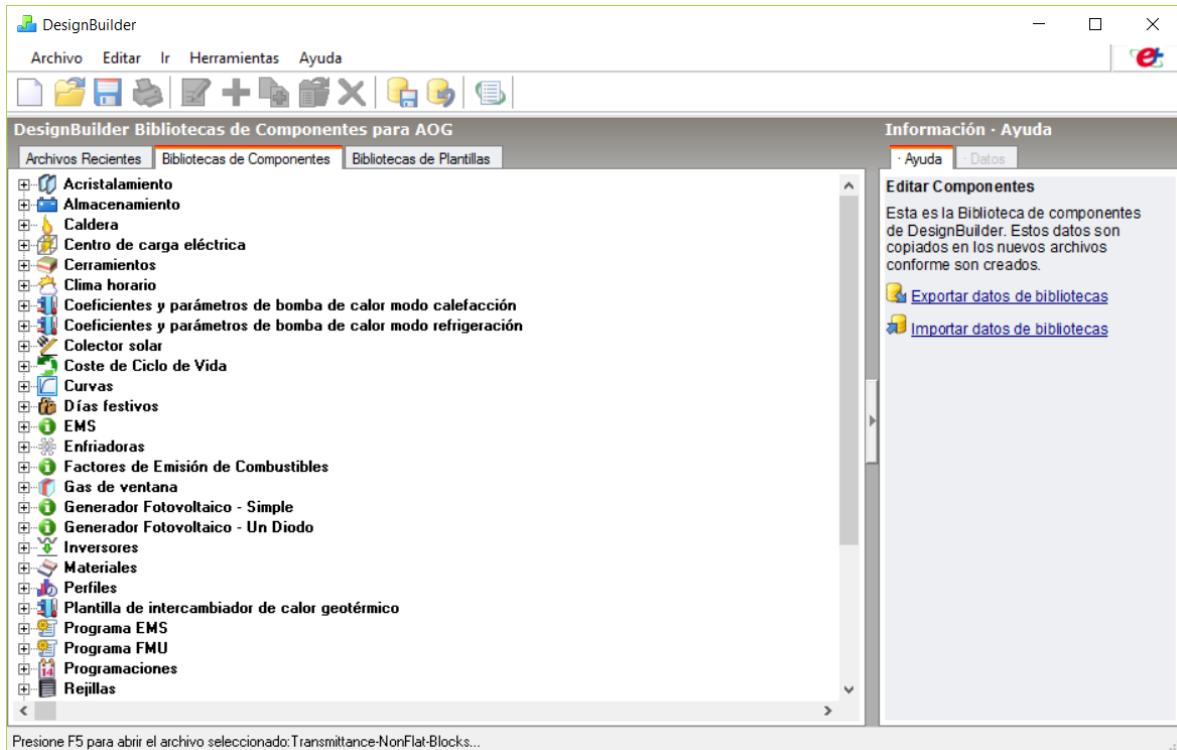 DesignBuilder
Archivo Editar Ir Herramientas Ayuda
DesignBuilder Bibliotecas de Componentes para AOG
Archivos Recientes Bibliotecas de Componentes Bibliotecas de Plantillas
Acristalamiento
Almacenamiento
Caldera
Centro de carga eléctrica
Cerramientos
Clima horario
Coeficientes y parámetros de bomba de calor modo calefacción
Coeficientes y parámetros de bomba de calor modo refrigeración
Colector solar
Coste de Ciclo de Vida
Curvas
Días festivos
EMS
Enfriadoras
Factores de Emisión de Combustibles
Gas de ventana
Generador Fotovoltaico - Simple
Generador Fotovoltaico - Un Diodo
Inversores
Materiales
Perfiles
Plantilla de intercambiador de calor geotérmico
Programa EMS
Programa FMU
Programaciones
Rejillas
Información · Ayuda
· Ayuda · Datos
Editar Componentes
Esta es la Biblioteca de componentes
de DesignBuilder. Estos datos son
copiados en los nuevos archivos
conforme son creados.
Exportar datos de bibliotecas
Importar datos de bibliotecas
Presione F5 para abrir el archivo seleccionado:Transmittance-NonFlat-Blocks...